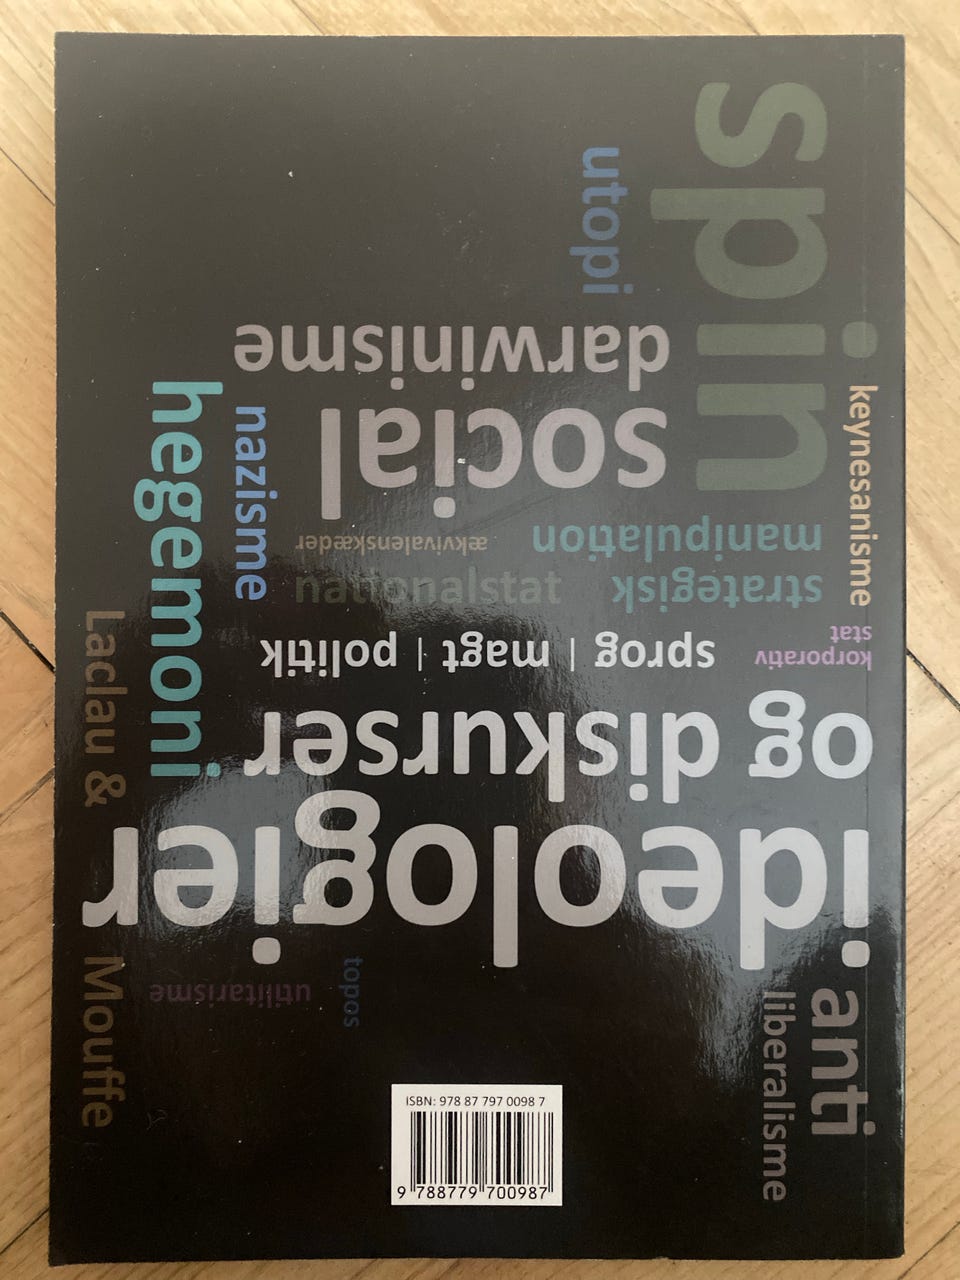 spin
utopi
social
darwinisme
keynesanisme
hegemoni
nazisme
ækvivalenskæder
strategisk
manipulation
nationalstat
korporativ
stat
sprog | magt | politik
ideologier
og diskurser
Laclau & Mouffe
utilitarisme
topos
anti
liberalisme
ISBN: 978 87 797 0098 7
9 788779 700987